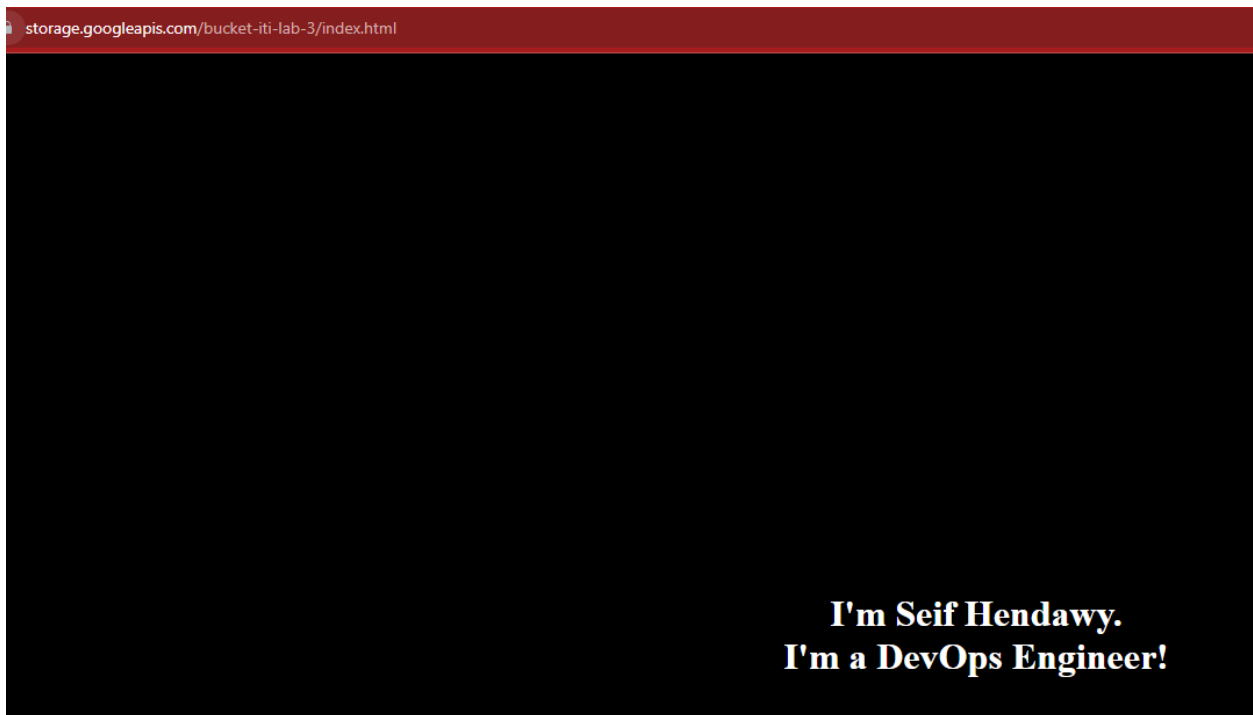 storage.googleapis.com/bucket-iti-lab-3/index.html
I'm Seif Hendawy.
I'm a DevOps Engineer!